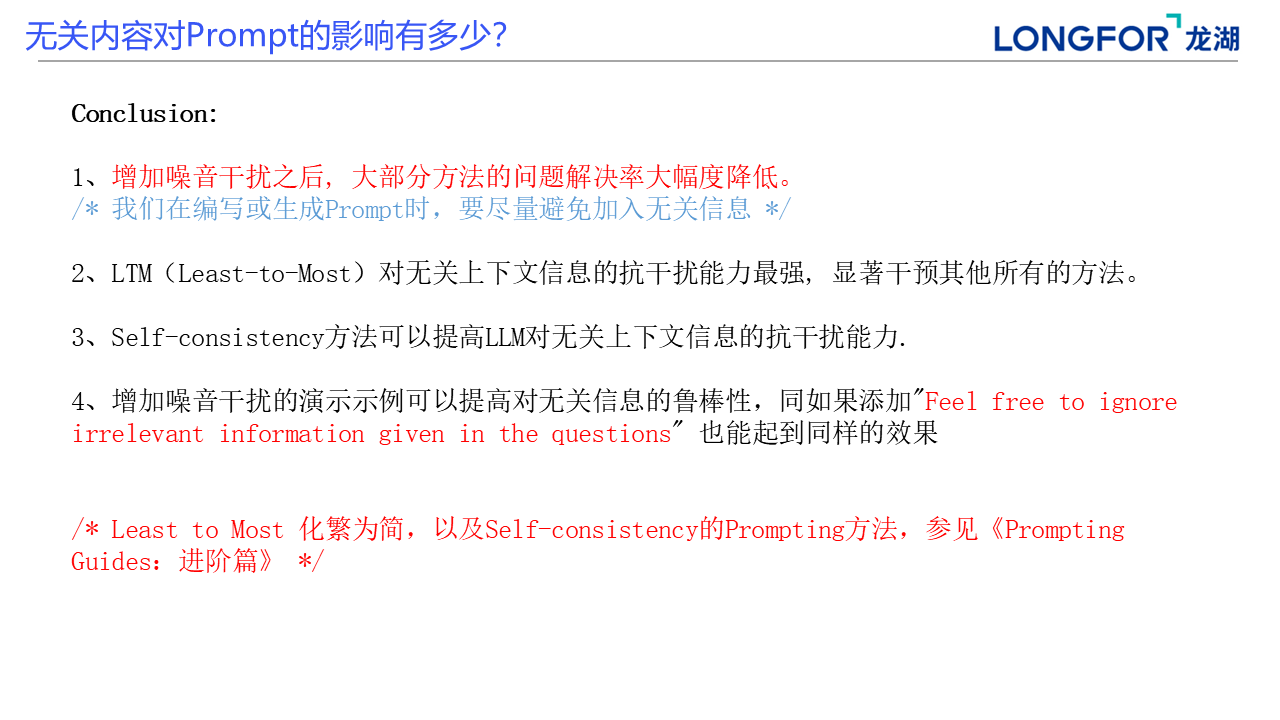 无关内容对Prompt的影响有多少？
LONGFOR 龙湖
Conclusion:
1、增加噪音干扰之后, 大部分方法的问题解决率大幅度降低。
/* 我们在编写或生成Prompt时，要尽量避免加入无关信息 */
2、LTM（Least-to-Most）对无关上下文信息的抗干扰能力最强, 显著干预其他所有的方法。
3、Self-consistency方法可以提高LLM对无关上下文信息的抗干扰能力.
4、增加噪音干扰的演示示例可以提高对无关信息的鲁棒性，同如果添加"Feel free to ignore
irrelevant information given in the questions" 也能起到同样的效果
/* Least to Most 化繁为简，以及Self-consistency的Prompting方法，参见《Prompting
Guides：进阶篇》 */